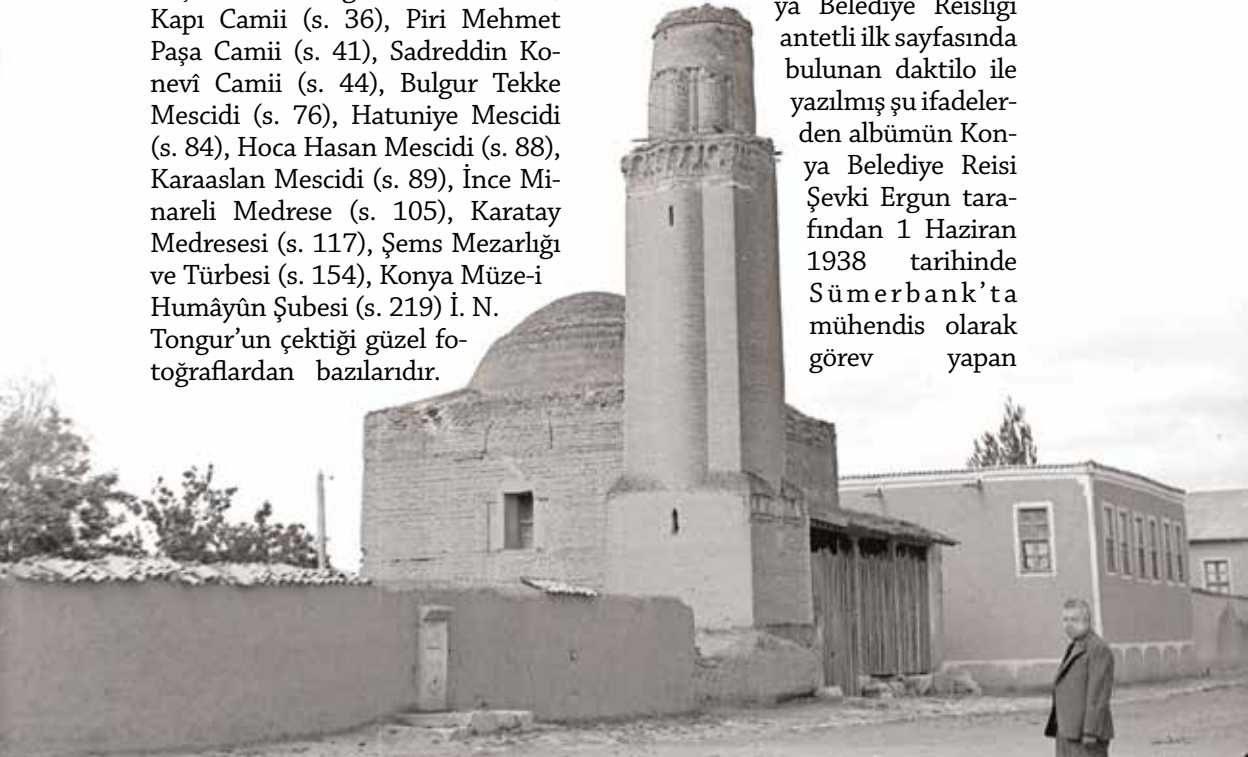 Kapı Camii (s. 36), Piri Mehmet
Paşa Camii (s. 41), Sadreddin Ko-
nevî Camii (s. 44), Bulgur Tekke
Mescidi (s. 76), Hatuniye Mescidi
(s. 84), Hoca Hasan Mescidi (s. 88),
Karaaslan Mescidi (s. 89), İnce Mi-
nareli Medrese (s. 105), Karatay
Medresesi (s. 117), Şems Mezarlığı
ve Türbesi (s. 154), Konya Müze-i
Humâyûn Şubesi (s. 219) İ. N.
Tongur’un çektiği güzel fo-
toğraflardan bazılarıdır.
ya Belediye Reisliği
antetli ilk sayfasında
bulunan daktilo ile
yazılmış şu ifadeler-
den albümün Kon-
ya Belediye Reisi
Şevki Ergun tara-
fından 1 Haziran
1938 tarihinde
Sümerbank’ta
mühendis olarak
görev yapan